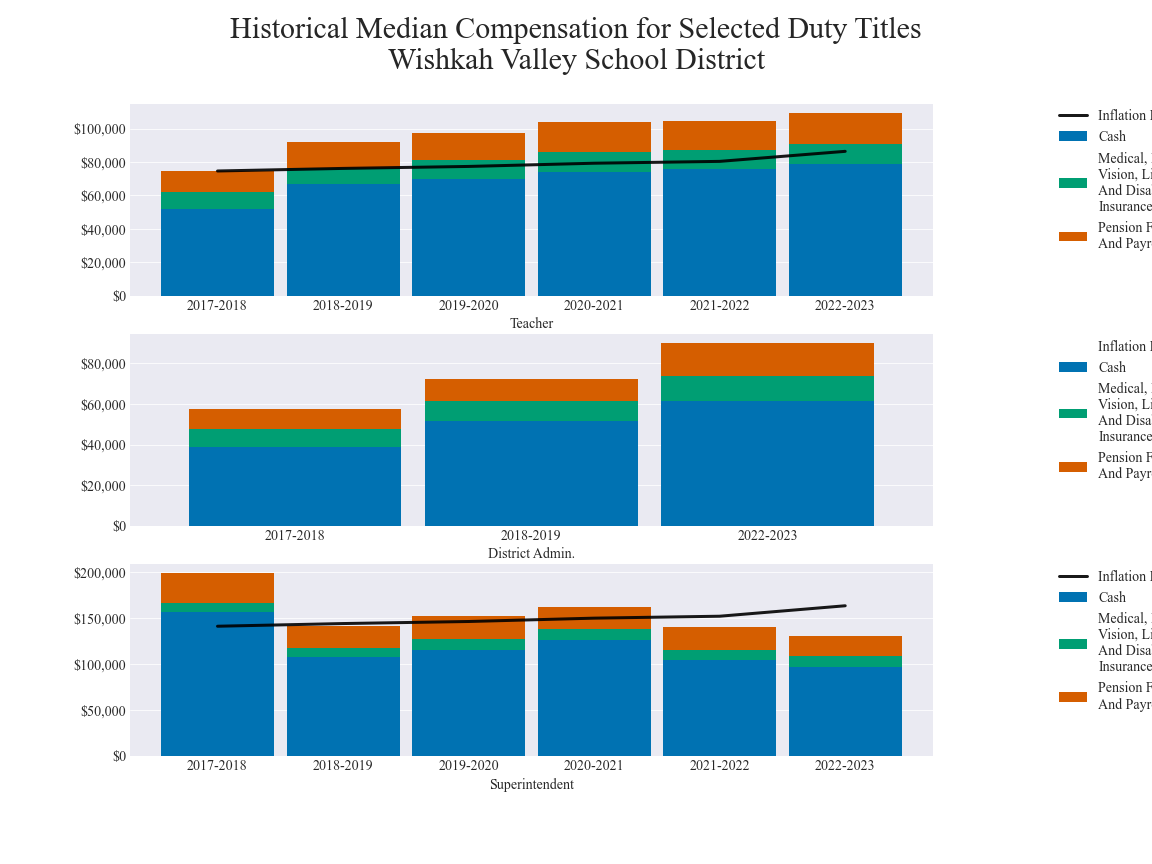 Historical Median Compensation for Selected Duty Titles
Wishkah Valley School District
$100,000
$80,000
$60,000
$40,000
$20,000
$0
2017-2018 2018-2019 2019-2020 2020-2021 2021-2022 2022-2023
Teacher
Inflation
Cash
Medical,
Vision,
And
Insurance
Pension
And
$80,000
$60,000
$40,000
$20,000
$0
2017-2018 2018-2019 2022-2023
District Admin.
Inflation
Cash
Medical,
Vision,
And
Insurance
Pension
And
$200,000
$150,000
$100,000
$50,000
$0
2017-2018 2018-2019 2019-2020 2020-2021 2021-2022 2022-2023
Superintendent
Inflation
Cash
Medical,
Vision,
And
Insurance
Pension
And